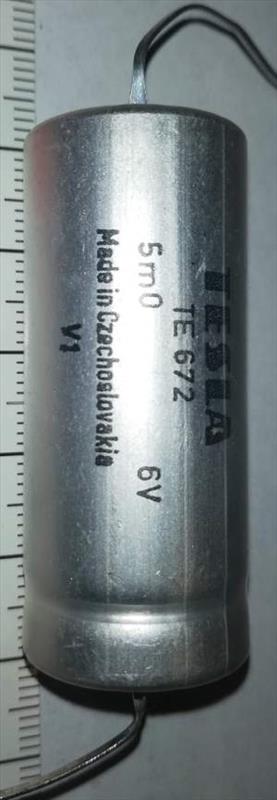 TESLA
TE 672
5m0 6V
Made in Czechoslovakia
V1